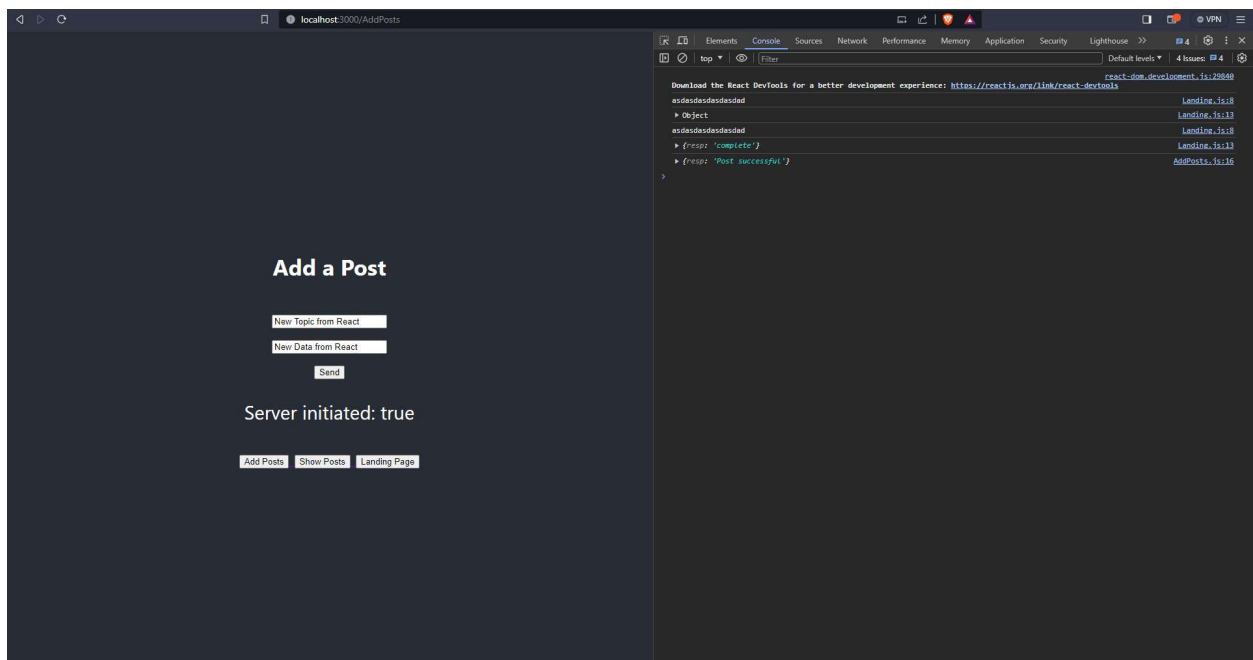 localhost:3000/AddPosts
VPN
Elements Console Sources Network Performance Memory Application Security Lighthouse 4
top Filter Default levels 4 Issues: 4
react-dom.development.js:29840
Download the React DevTools for a better development experience: https://reactjs.org/link/react-devtools
asdasdasdasdasdad Landing.js:8
Object Landing.js:13
asdasdasdasdasdad Landing.js:8
{resp: 'complete'} Landing.js:13
{resp: 'Post successful'} AddPosts.js:16
Add a Post
New Topic from React
New Data from React
Send
Server initiated: true
Add Posts Show Posts Landing Page